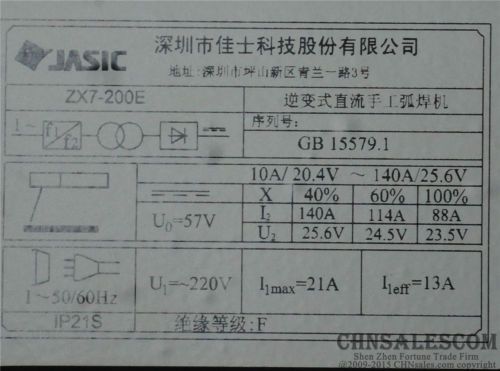 JASIC
深圳市佳士科技股份有限公司
地址:深圳市坪山新区青兰一路3号
ZX7-200E
逆变式直流手工弧焊机
1~ f1 f2
序列号:
GB 15579.1
10A/20.4V ~ 140A/25.6V
X 40% 60% 100%
U0=57V
I2 140A 114A 88A
U2 25.6V 24.5V 23.5V
1~50/60Hz
U1=~220V
I1max=21A
I1eff=13A
IP21S
绝缘等级:F
CHNSALESCOM
Shen Zhen Fortune Trade Firm
@2009-2015 CHNsales.com copyright